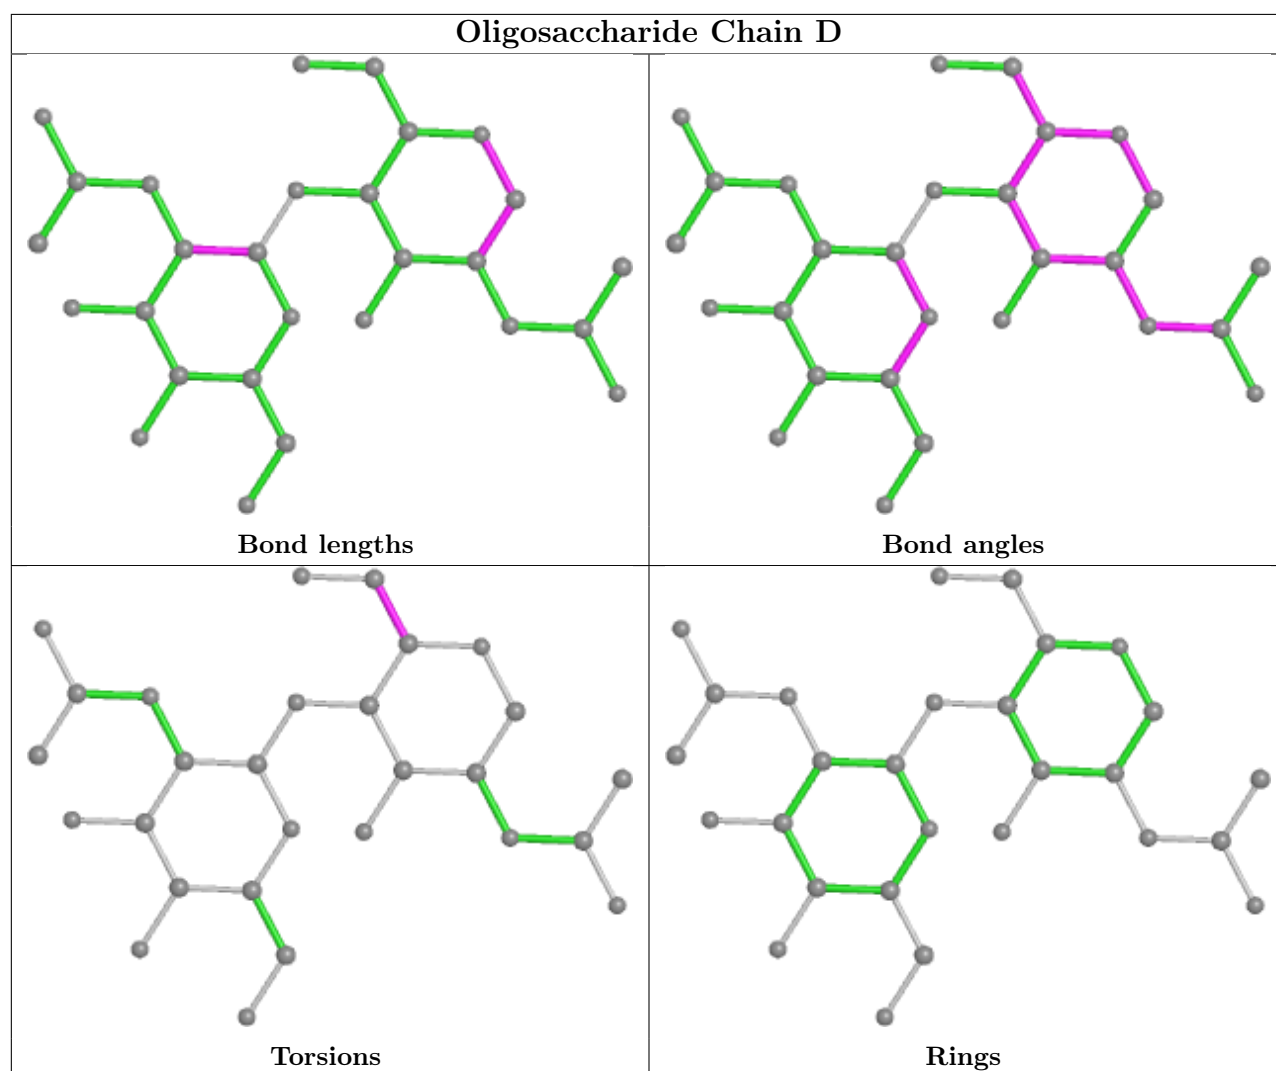 Oligosaccharide Chain D
Bond lengths
Bond angles
Torsions
Rings